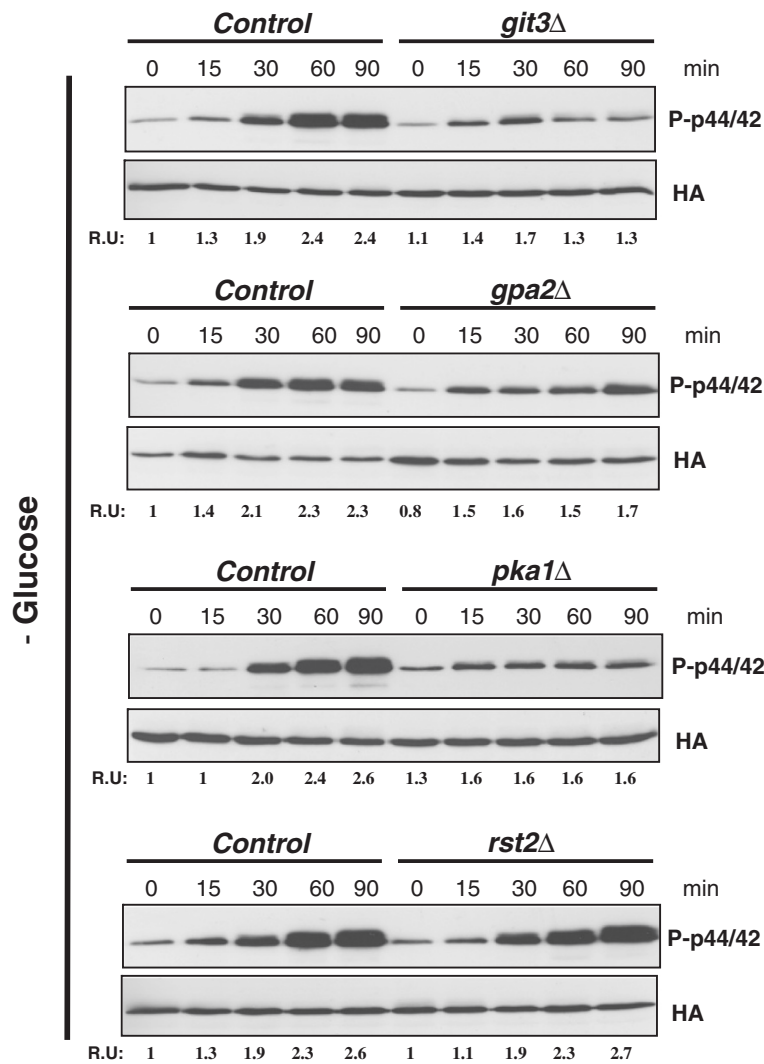 Control git3Δ
0 15 30 60 90 0 15 30 60 90 min
P-p44/42
HA
R.U: 1 1.3 1.9 2.4 2.4 1.1 1.4 1.7 1.3 1.3
Control gpa2Δ
0 15 30 60 90 0 15 30 60 90 min
P-p44/42
HA
R.U: 1 1.4 2.1 2.3 2.3 0.8 1.5 1.6 1.5 1.7
- Glucose
Control pka1Δ
0 15 30 60 90 0 15 30 60 90 min
P-p44/42
HA
R.U: 1 1 2.0 2.4 2.6 1.3 1.6 1.6 1.6 1.6
Control rst2Δ
0 15 30 60 90 0 15 30 60 90 min
P-p44/42
HA
R.U: 1 1.3 1.9 2.3 2.6 1 1.1 1.9 2.3 2.7